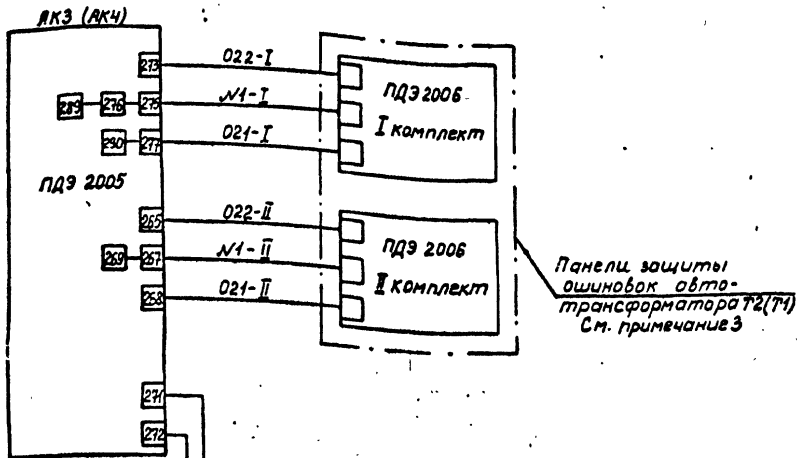 АК3 (АК4)
273
022-I
ПДЭ 2006
I комплект
289
276
275
N1-I
290
277
021-I
ПДЭ 2005
265
022-II
ПДЭ 2006
II комплект
269
267
N1-II
268
021-II
Панели защиты
ошиновок авто-
трансформатора Т2(Т1)
См. примечание 3
271
272